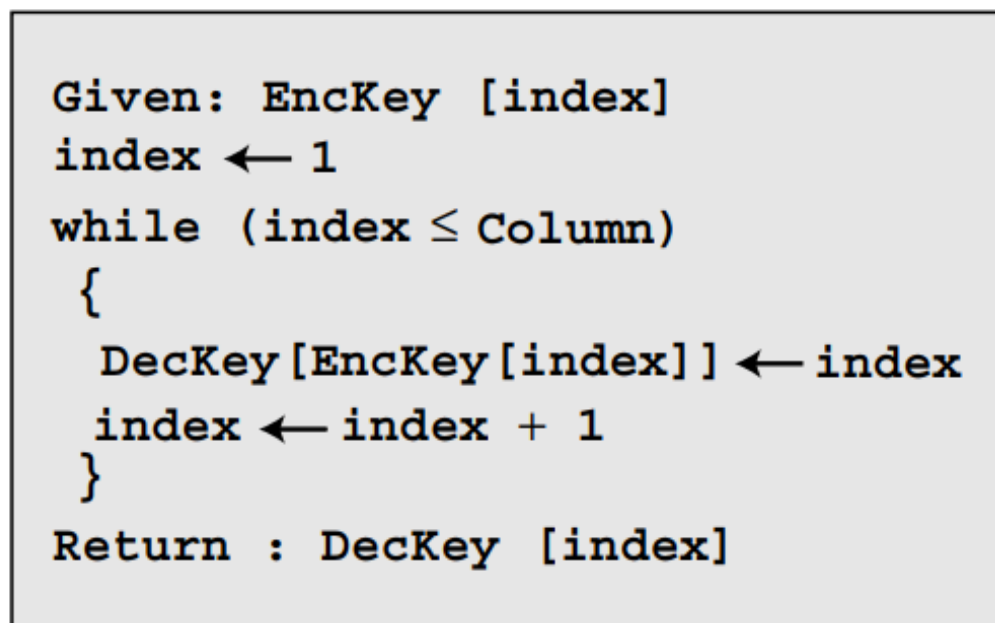 Given: EncKey [index]
index ← 1
while (index ≤ Column)
{
DecKey[EncKey[index]] ← index
index ← index + 1
}
Return : DecKey [index]